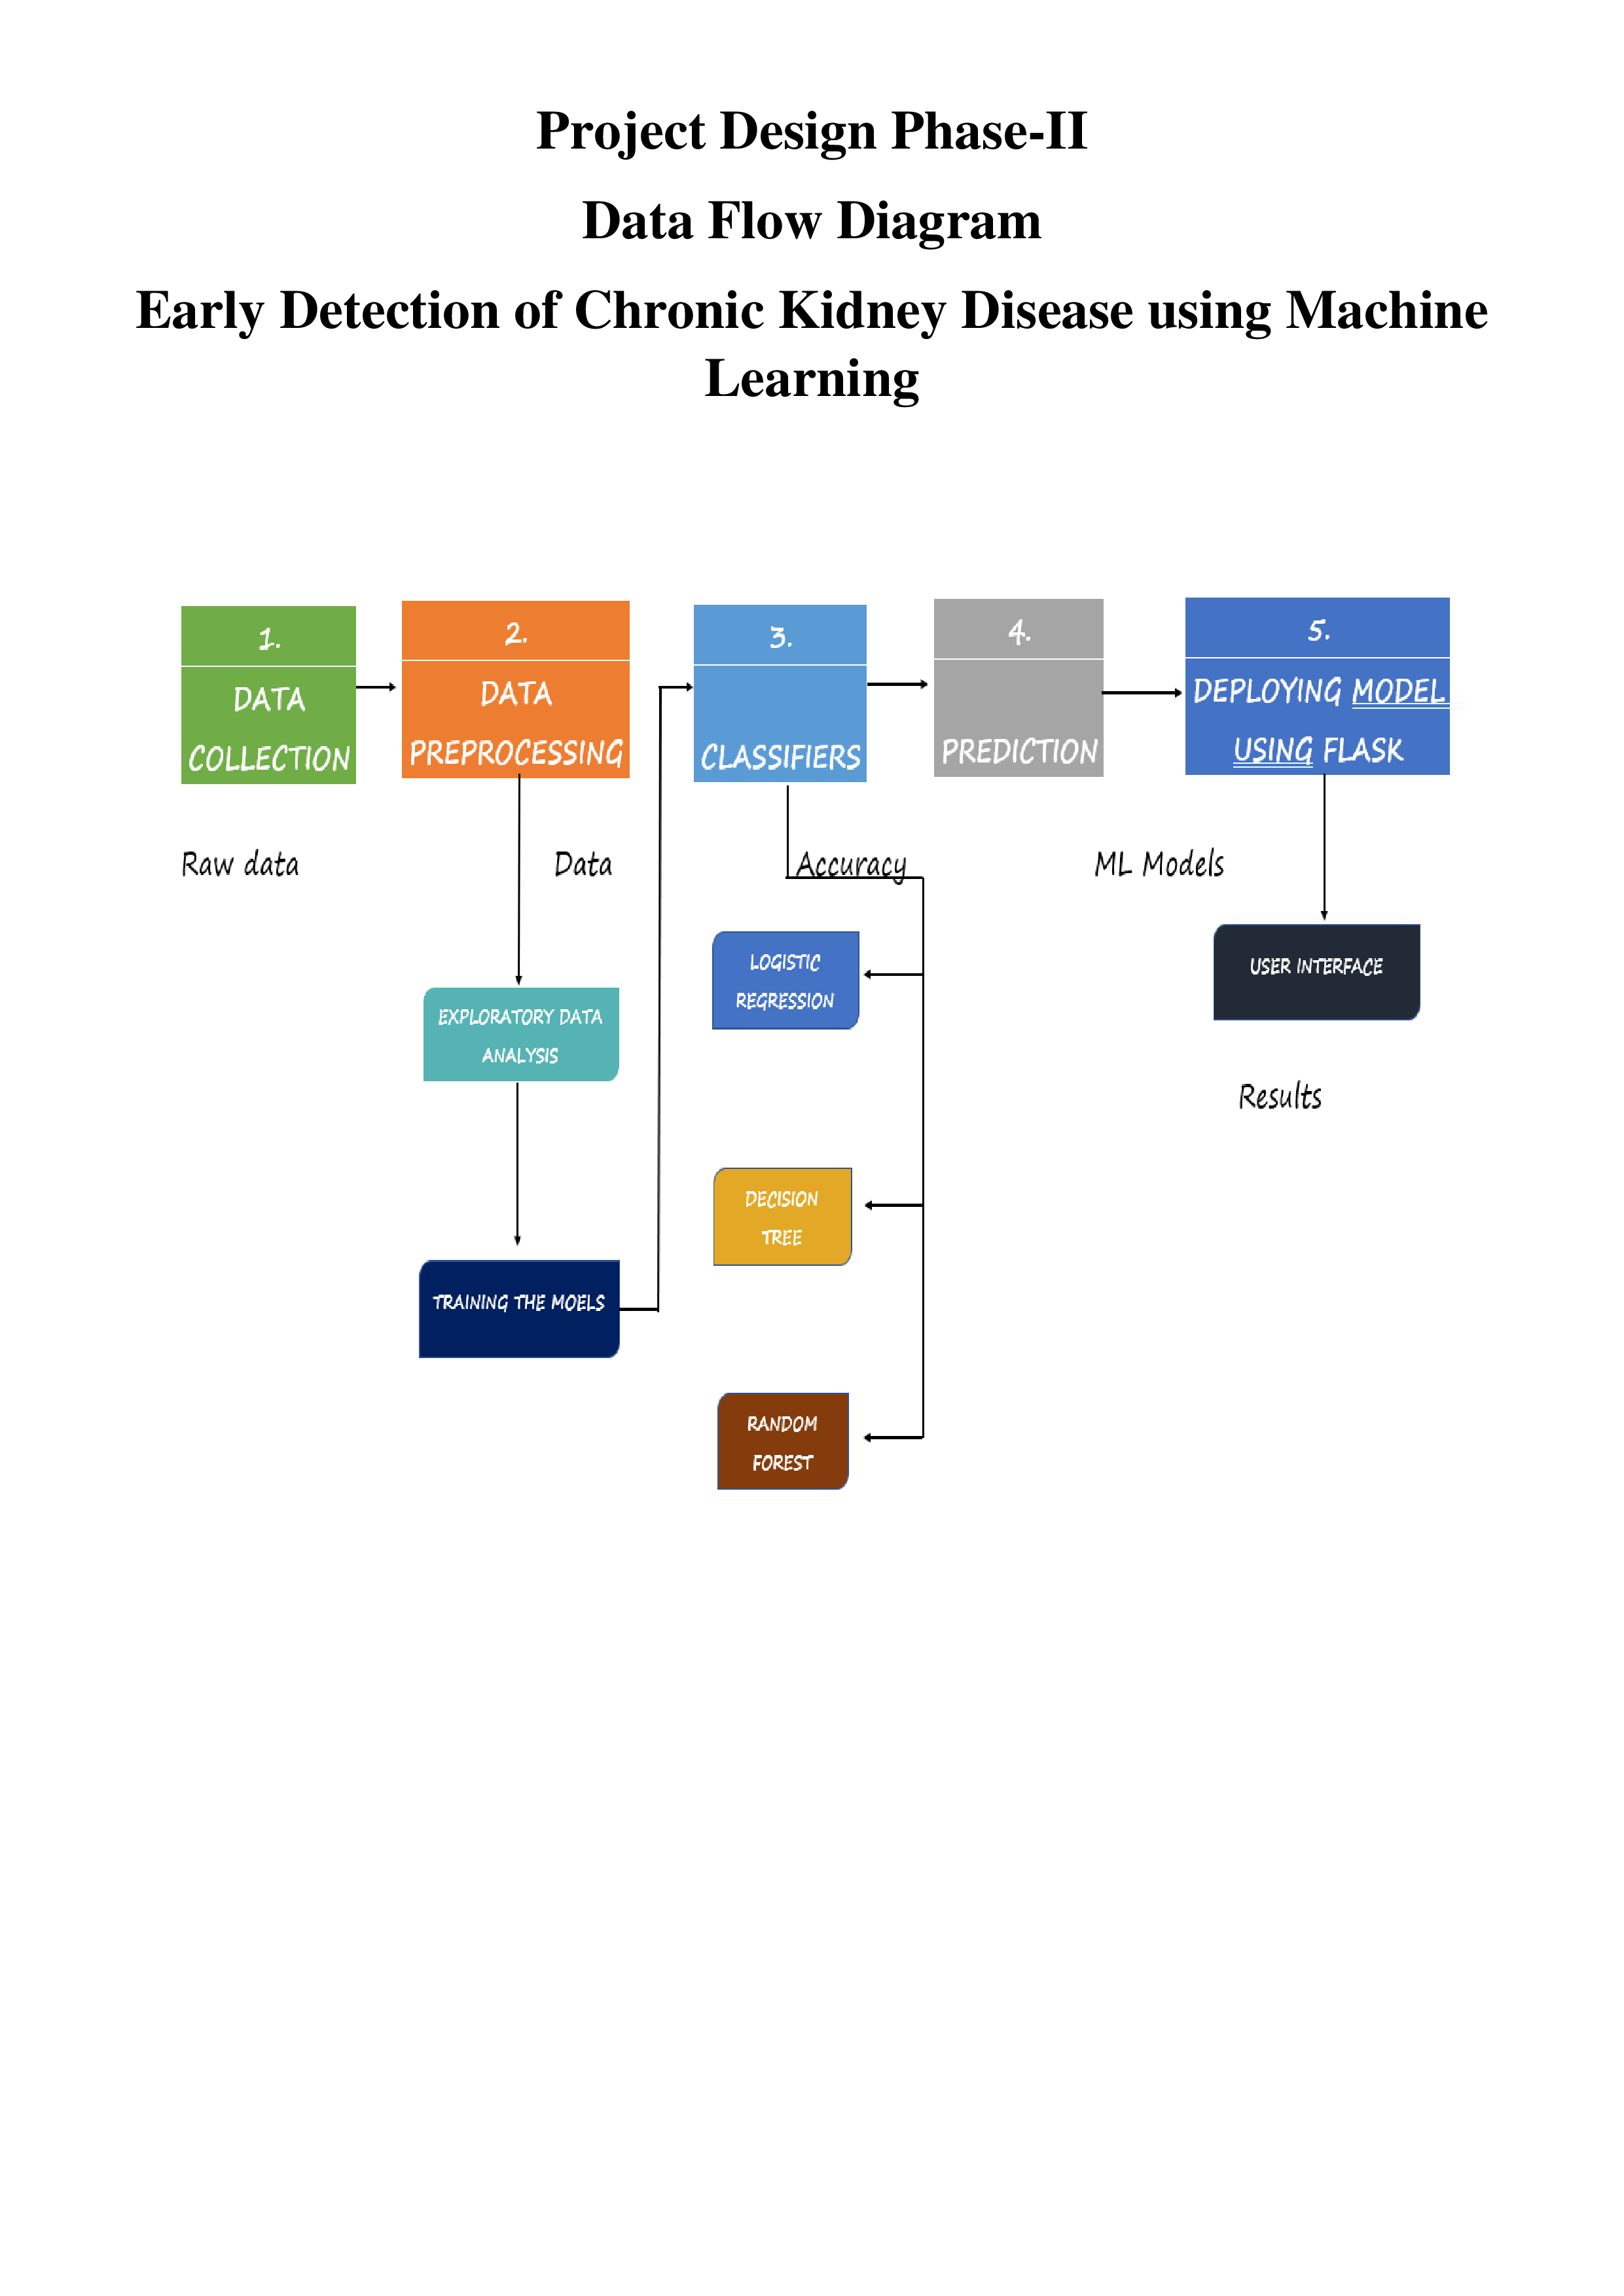 Project Design Phase-II
Data Flow Diagram
Early Detection of Chronic Kidney Disease using Machine
Learning
1.
DATA
COLLECTION
2.
DATA
PREPROCESSING
3.
CLASSIFIERS
4.
PREDICTION
5.
DEPLOYING MODEL
USING FLASK
Raw data
Data
Accuracy
ML Models
EXPLORATORY DATA
ANALYSIS
TRAINING THE MOELS
LOGISTIC
REGRESSION
DECISION
TREE
RANDOM
FOREST
USER INTERFACE
Results